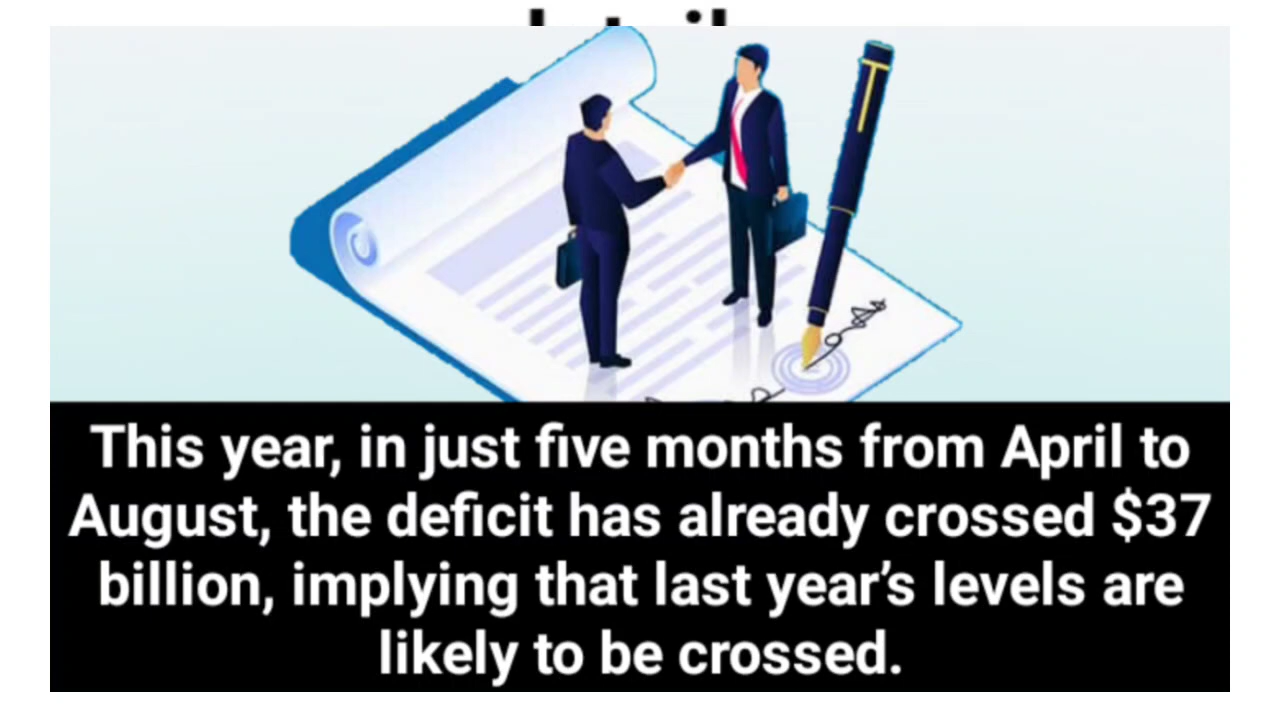 This year, in just five months from April to
August, the deficit has already crossed $37
billion, implying that last year’s levels are
likely to be crossed.